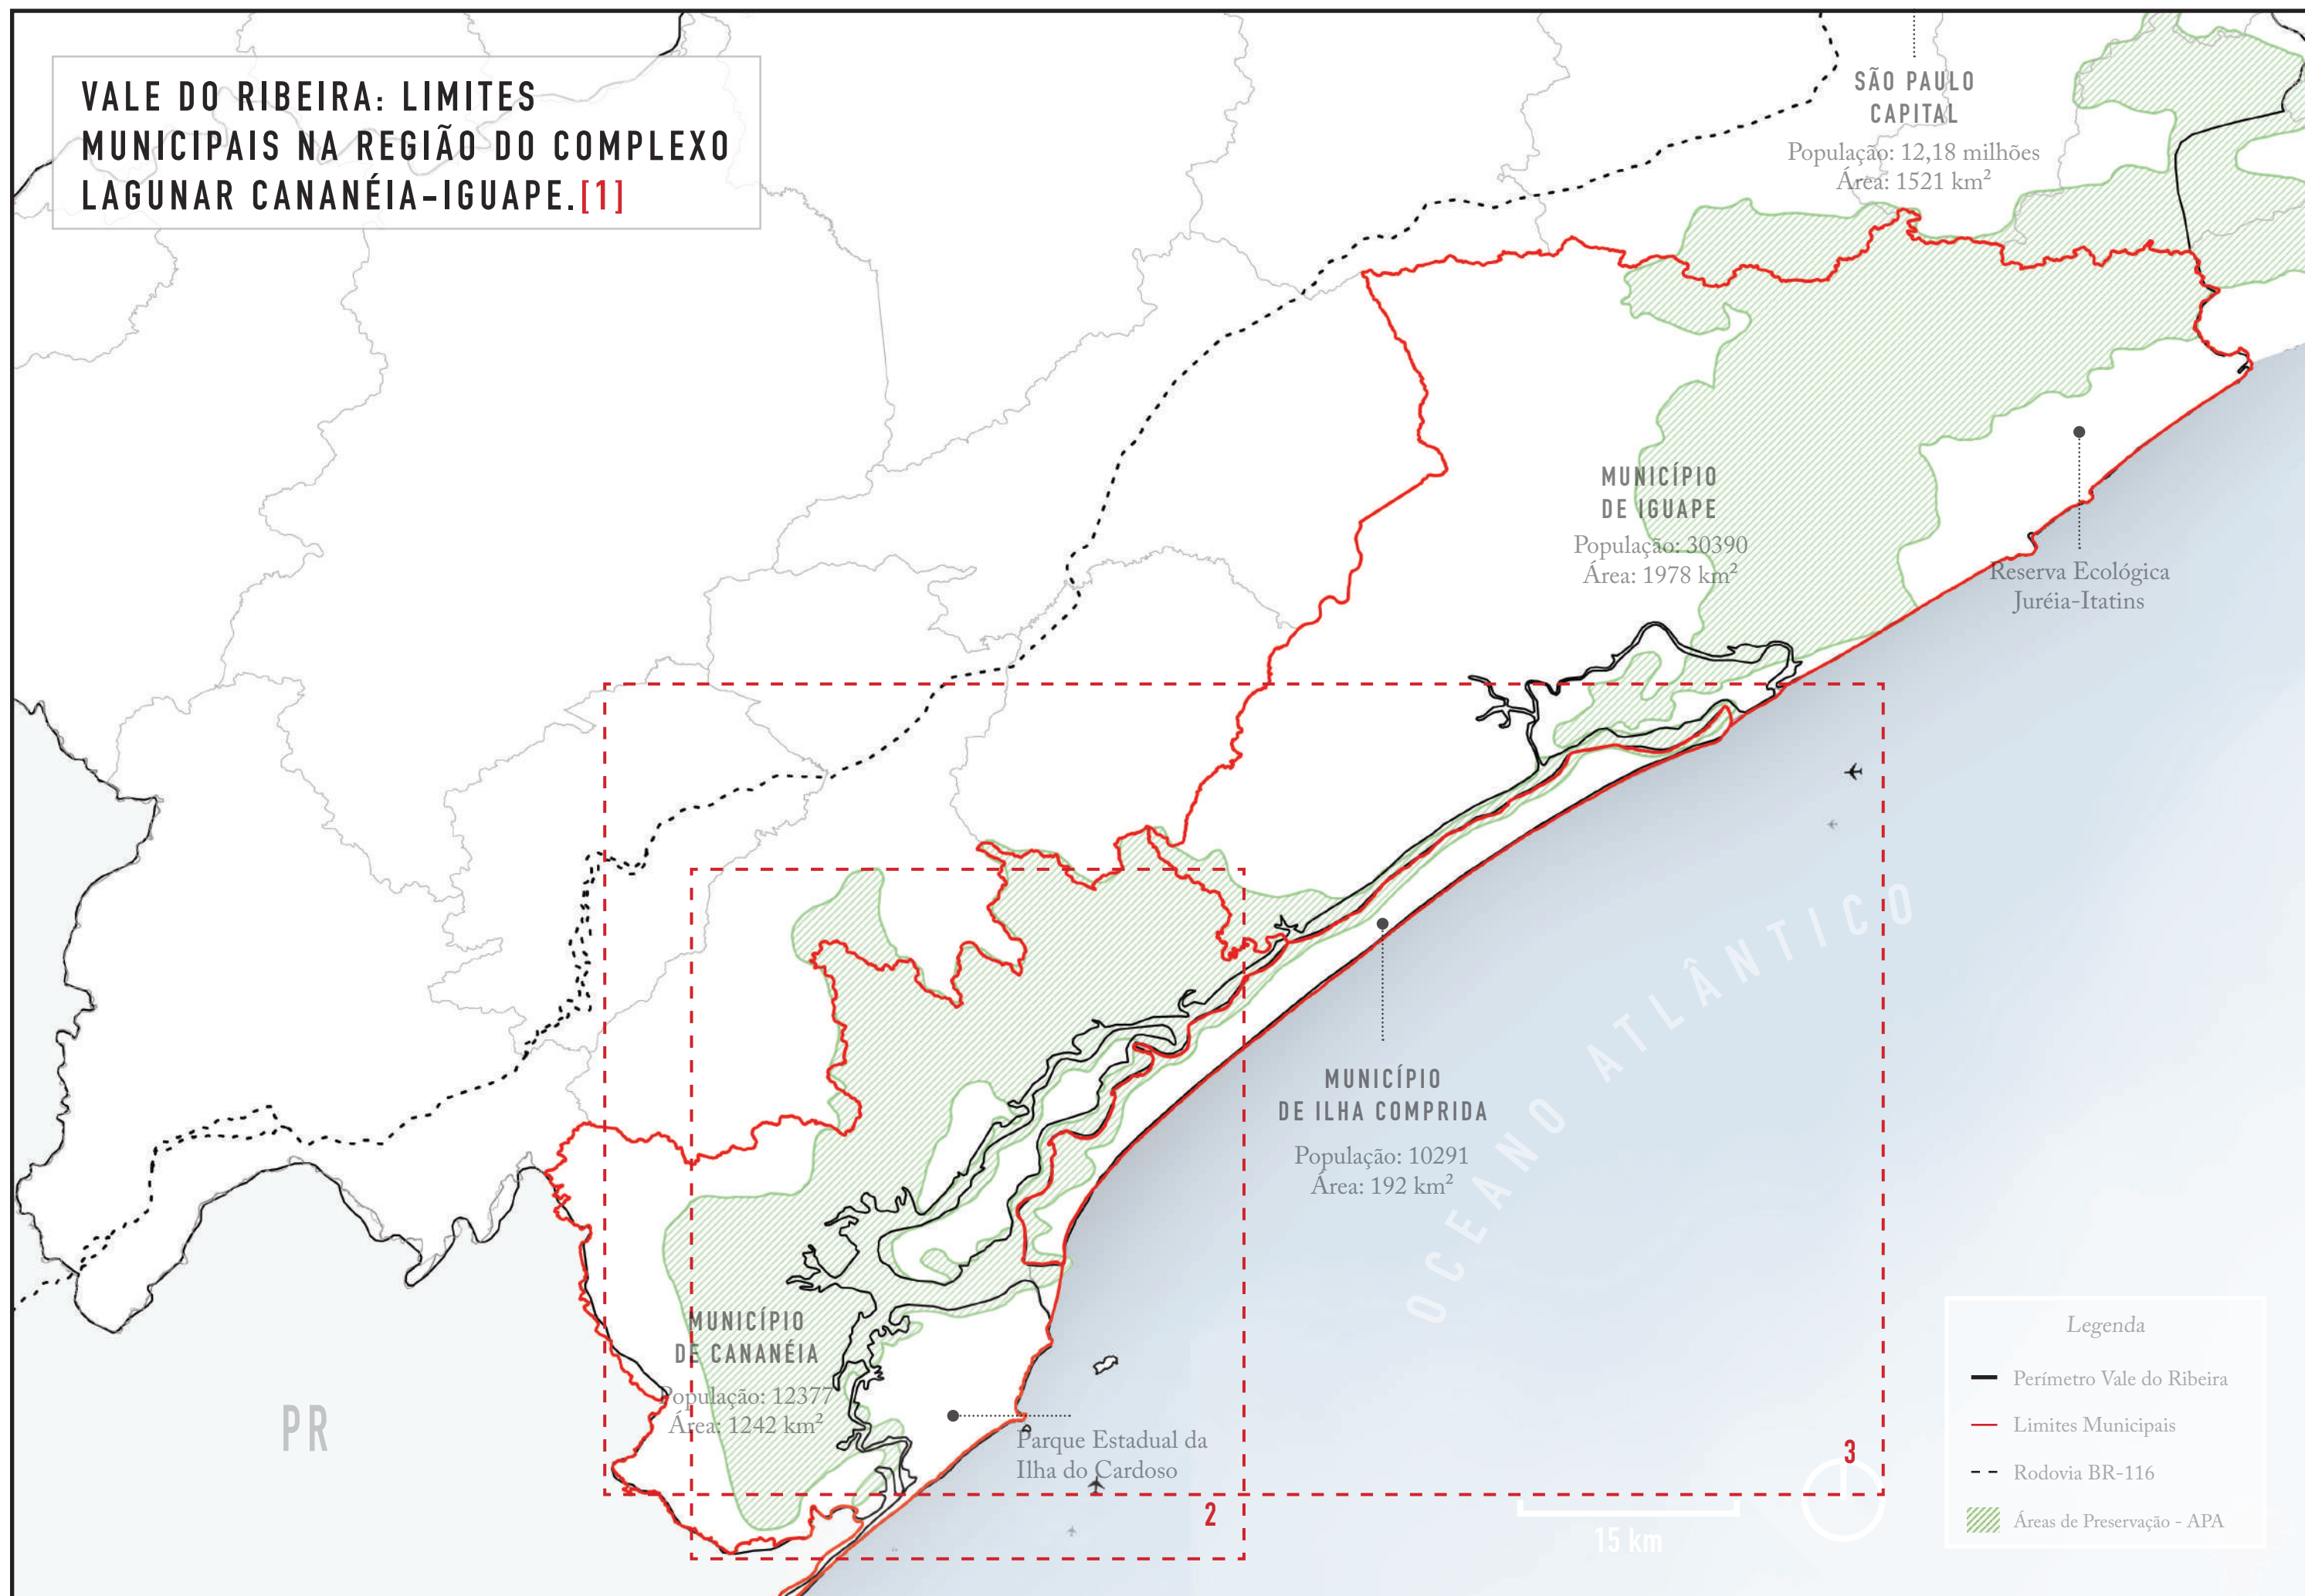 VALE DO RIBEIRA: LIMITES
MUNICIPAIS NA REGIÃO DO COMPLEXO
LAGUNAR CANANÉIA-IGUAPE.[1]
SÃO PAULO
CAPITAL
População: 12,18 milhões
Área: 1521 km²
MUNICÍPIO
DE IGUAPE
População: 30390
Área: 1978 km²
Reserva Ecológica
Juréia-Itatins
MUNICÍPIO
DE ILHA COMPRIDA
População: 10291
Área: 192 km²
OCEANO ATLÂNTICO
MUNICÍPIO
DE CANANÉIA
População: 12377
Área: 1242 km²
Parque Estadual da
Ilha do Cardoso
PR
2
3
15 km
Legenda
Perímetro Vale do Ribeira
Limites Municipais
Rodovia BR-116
Áreas de Preservação - APA